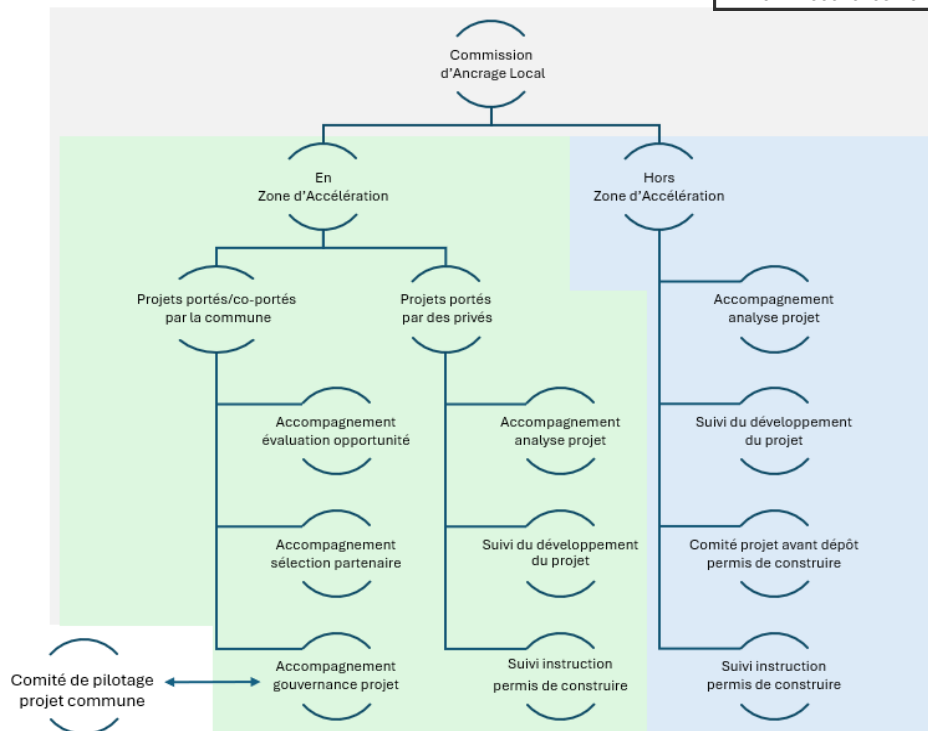 Commission
d'Ancrage Local
En
Zone d'Accélération
Hors
Zone d'Accélération
Projets portés/co-portés
par la commune
Projets portés
par des privés
Accompagnement
analyse projet
Accompagnement
évaluation opportunité
Accompagnement
analyse projet
Suivi du développement
du projet
Accompagnement
sélection partenaire
Suivi du développement
du projet
Comité projet avant dépôt
permis de construire
Comité de pilotage
projet commune
Accompagnement
gouvernance projet
Suivi instruction
permis de construire
Suivi instruction
permis de construire